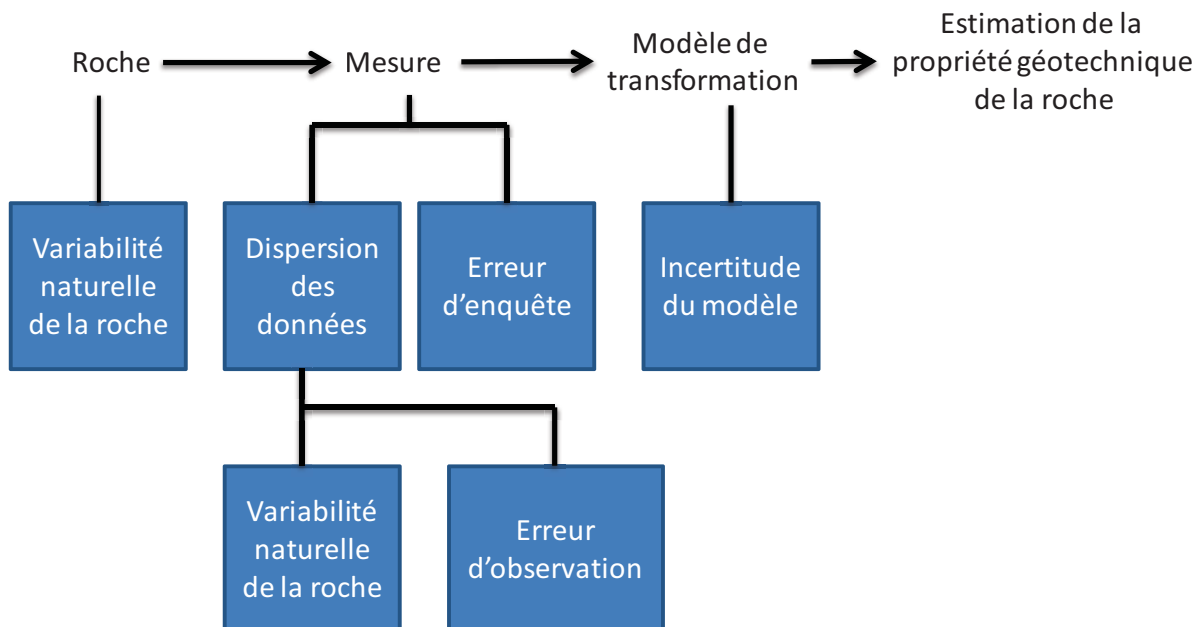 Roche
Mesure
Modèle de
transformation
Estimation de la
propriété géotechnique
de la roche
Variabilité
naturelle
de la roche
Dispersion
des
données
Erreur
d’enquête
Incertitude
du modèle
Variabilité
naturelle
de la roche
Erreur
d’observation